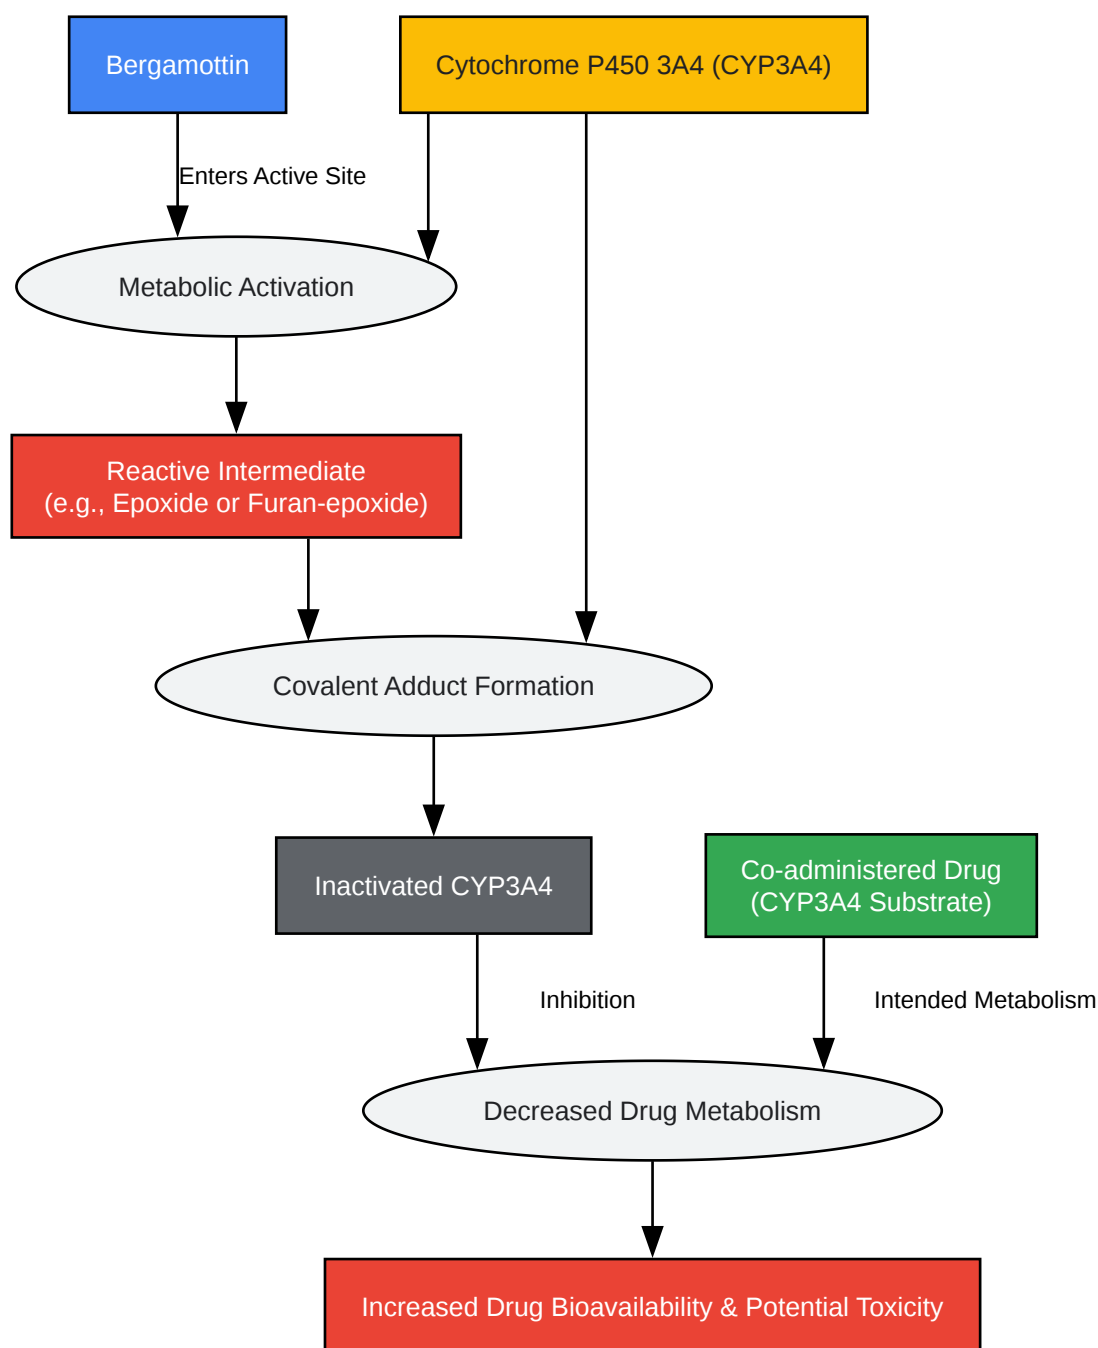 Bergamottin
Cytochrome P450 3A4 (CYP3A4)
Enters Active Site
Metabolic Activation
Reactive Intermediate
(e.g., Epoxide or Furan-epoxide)
Covalent Adduct Formation
Inactivated CYP3A4
Co-administered Drug
(CYP3A4 Substrate)
Inhibition
Intended Metabolism
Decreased Drug Metabolism
Increased Drug Bioavailability & Potential Toxicity